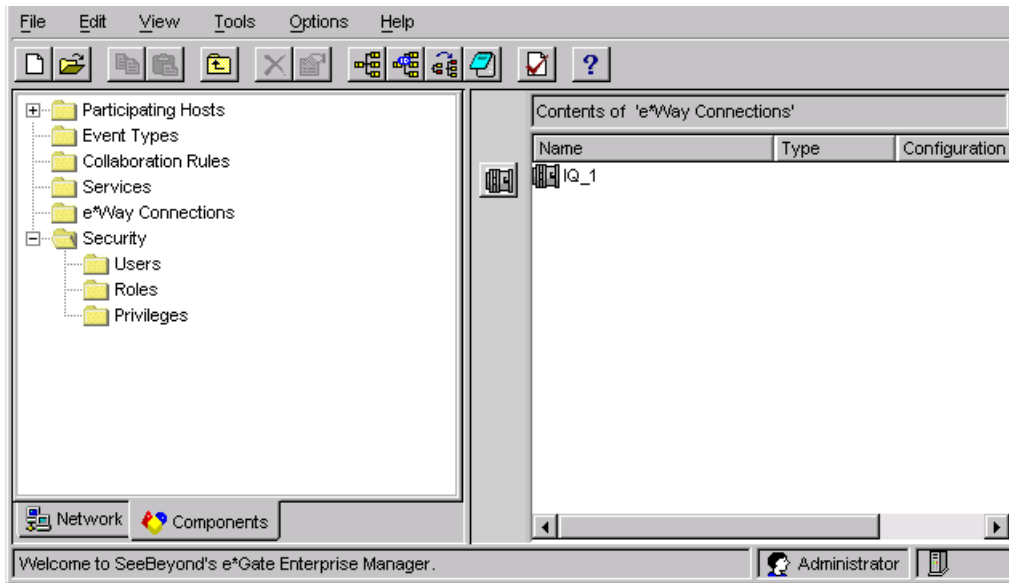 File Edit View Tools Options Help
?
Participating Hosts
Event Types
Collaboration Rules
Services
e*Way Connections
Security
Users
Roles
Privileges
Network Components
Contents of 'e*Way Connections'
Name Type Configuration
IQ_1
Welcome to SeeBeyond's e*Gate Enterprise Manager.
Administrator